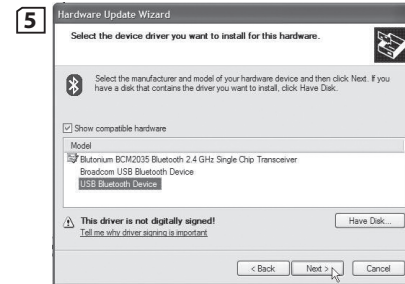 5
Hardware Update Wizard
Select the device driver you want to install for this hardware.
Select the manufacturer and model of your hardware device and then click Next. If you
have a disk that contains the driver you want to install, click Have Disk.
Show compatible hardware
Model
Blutonium BCM2035 Bluetooth 2.4 GHz Single Chip Transceiver
Broadcom USB Bluetooth Device
USB Bluetooth Device
This driver is not digitally signed!
Tell me why driver signing is important
Have Disk...
< Back
Next >
Cancel